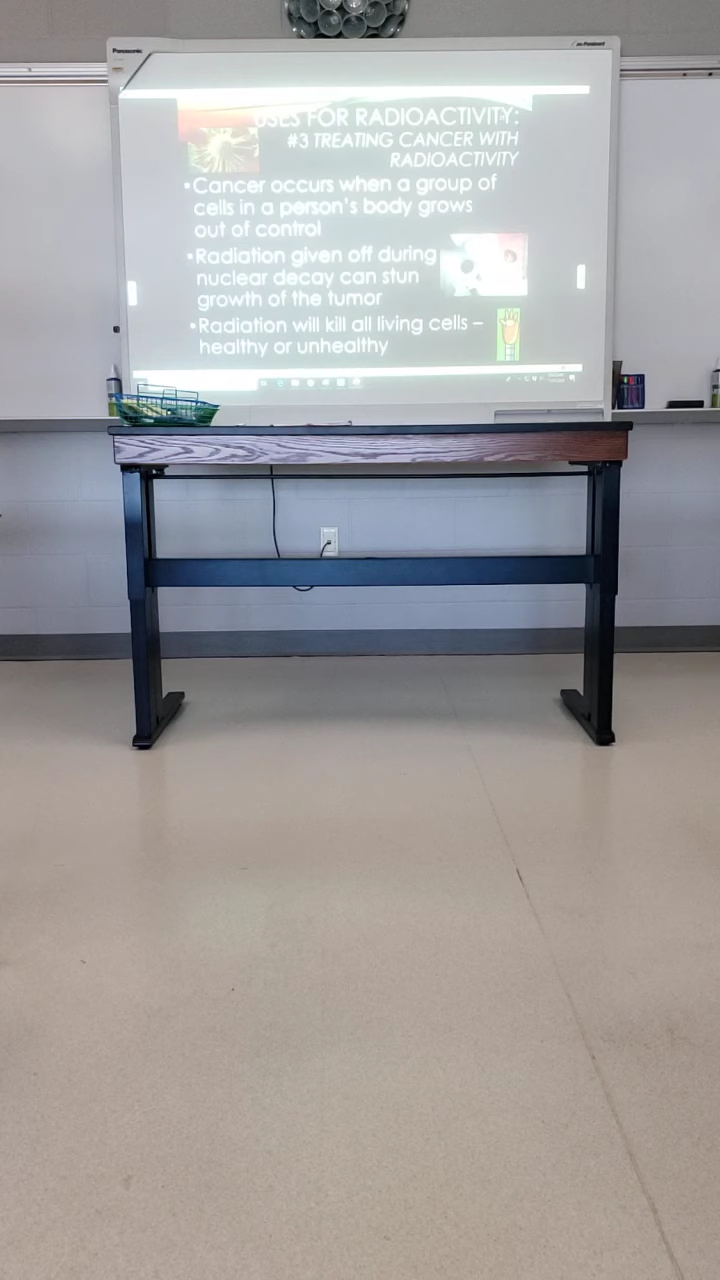 Panasonic
USES FOR RADIOACTIVITY:
#3 TREATING CANCER WITH
RADIOACTIVITY
•Cancer occurs when a group of
cells in a person's body grows
out of control
•Radiation given off during
nuclear decay can stun
growth of the tumor
•Radiation will kill all living cells –
healthy or unhealthy